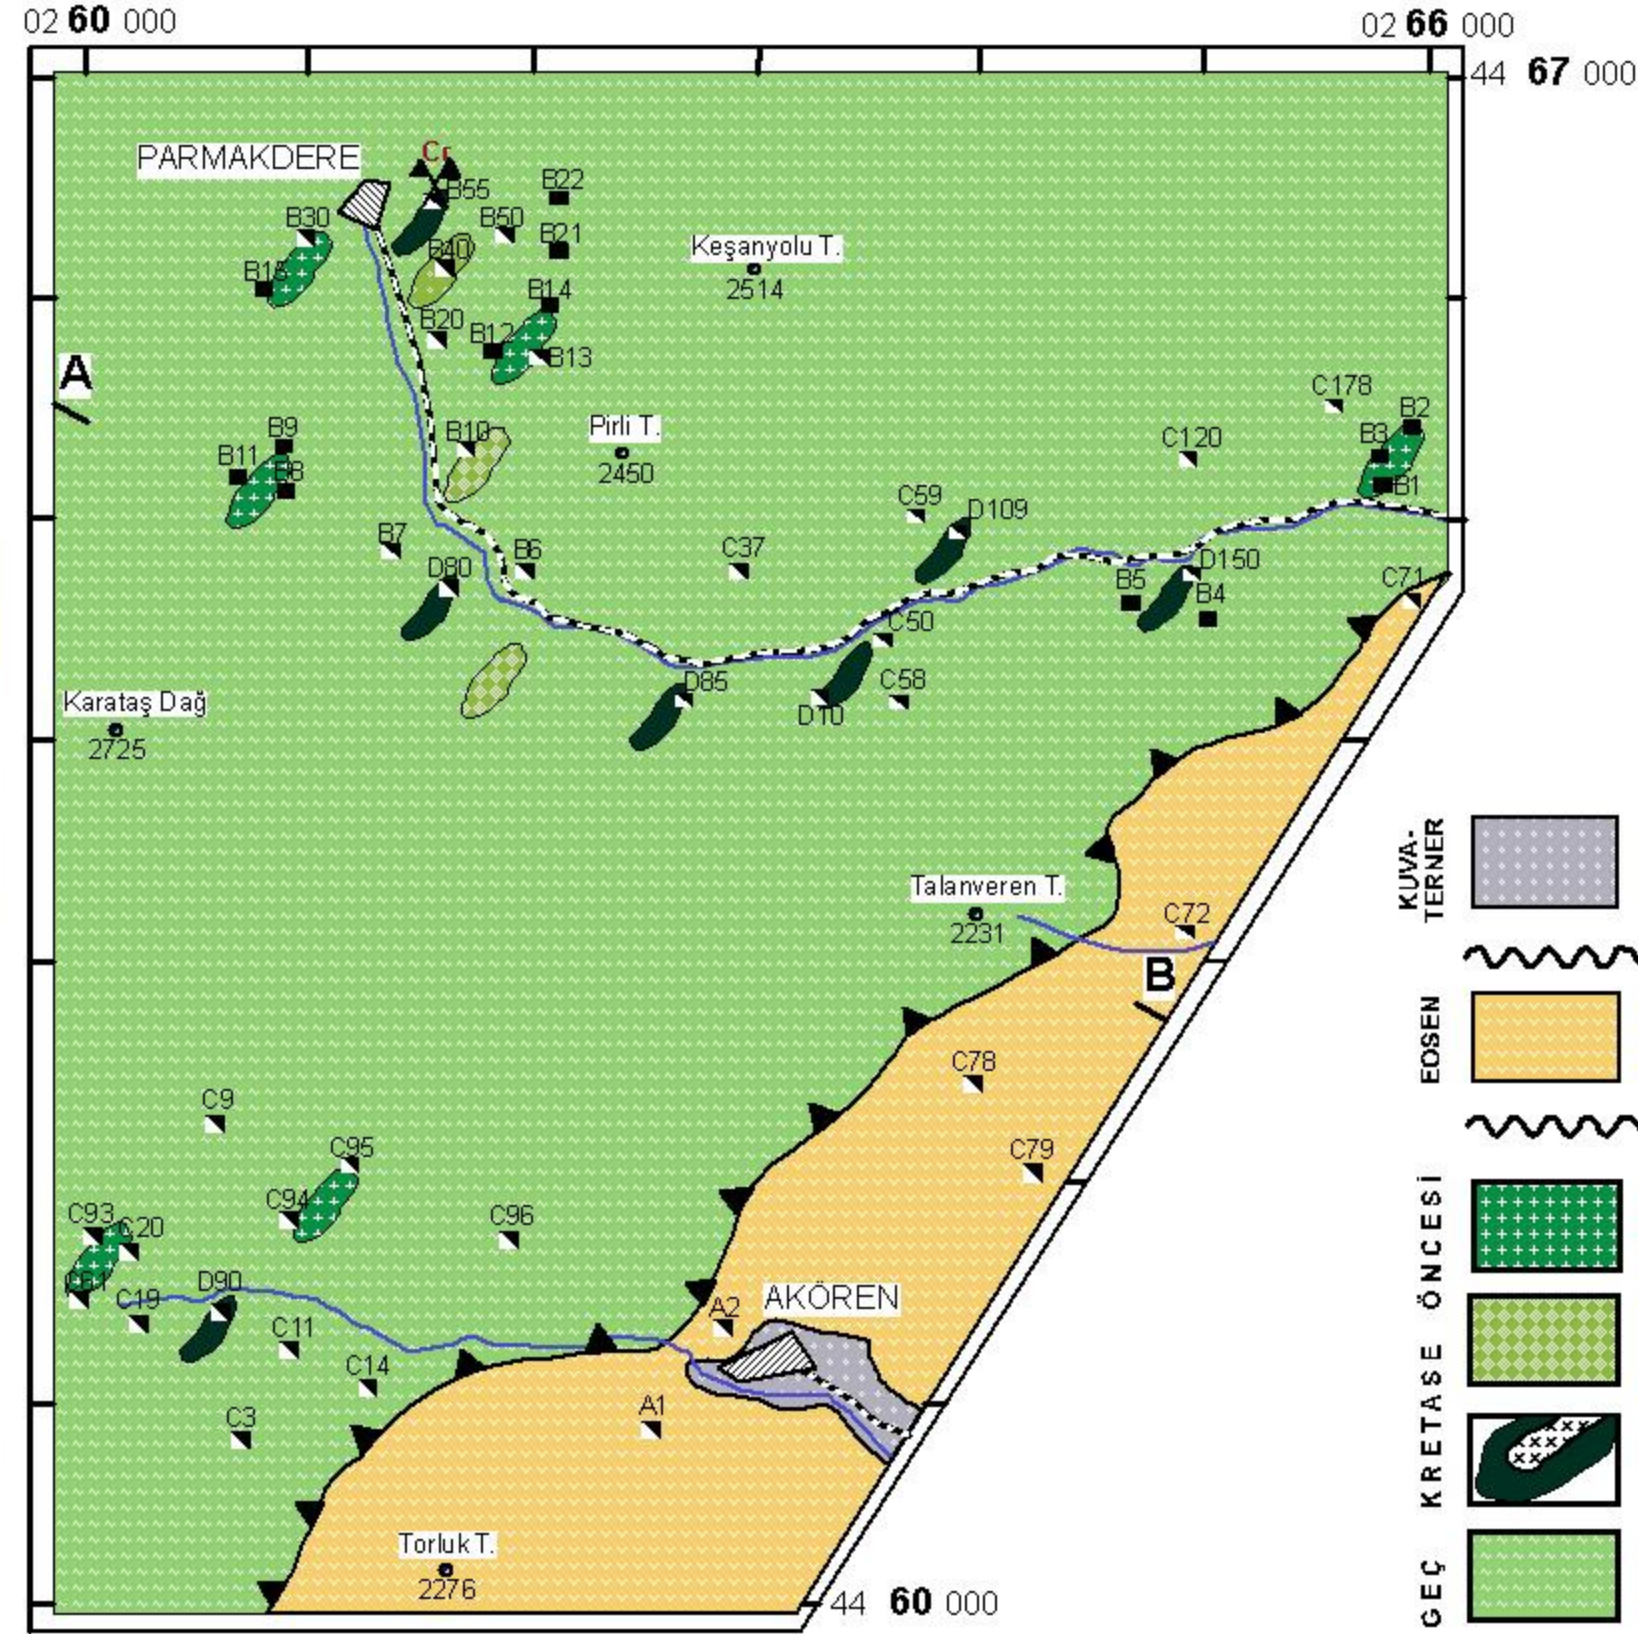 02 60 000
02 66 000
44 67 000
PARMAKDERE
Cr
B55
B22
B30
B50
B21
Keşanyolu T.
2514
B15
B40
B14
B20
B12
B13
A
C178
B2
B3
B1
B9
B11
B8
B10
Pirli T.
2450
C120
C59
D109
B7
B6
C37
D80
D150
B5
B4
C71
C50
D85
C58
D10
Karataş Dağ
2725
Talanveren T.
2231
C72
B
C78
C79
C9
C95
C94
C93
C20
C96
C61
C19
D90
C11
C14
C3
A2
AKÖREN
A1
Torluk T.
2276
44 60 000
KUVA-
TERNER
EOSEN
GEÇ KRETASE ÖNCESİ